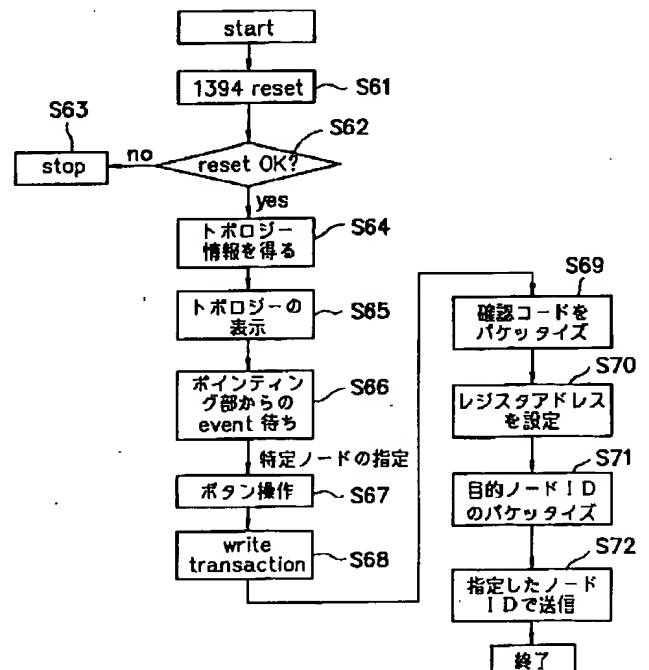 start
1394 reset
S61
S62
S63
reset OK?
no
stop
yes
S64
トポロジー
情報を得る
S65
トポロジーの
表示
S66
ポインティン
グ部からの
event 待ち
特定ノードの指定
ボタン操作
S67
write
transaction
S68
S69
確認コードを
パケッタイズ
S70
レジスタアドレス
を設定
S71
目的ノードID
のパケッタイズ
S72
指定したノード
IDで送信
終了